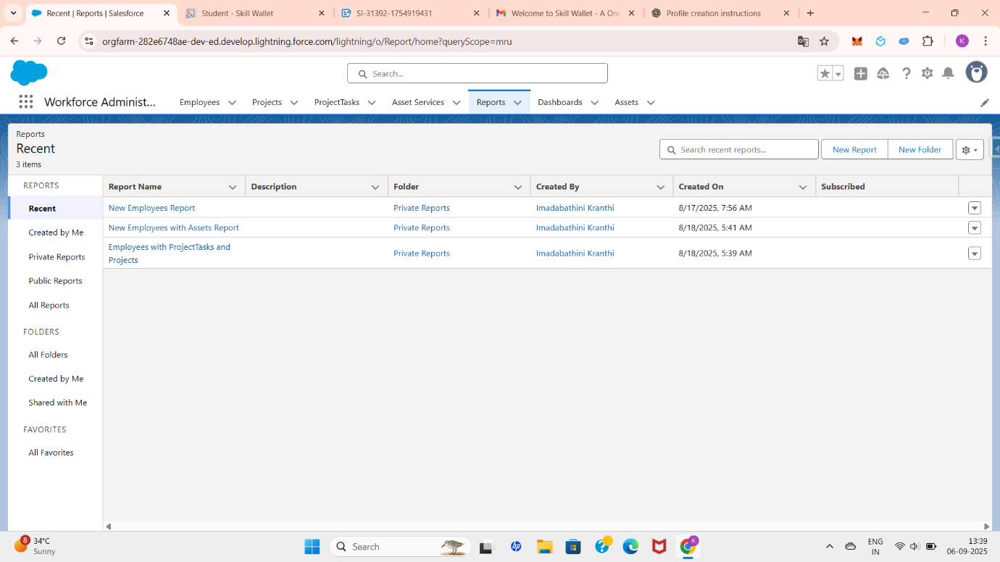 Recent | Reports | Salesforce
Student - Skill Wallet
SI-31392-1754919431
Welcome to Skill Wallet - A One
Profile creation instructions
orgfarm-282e6748ae-dev-ed.develop.lightning.force.com/lightning/o/Report/home?queryScope=mru
K
Search...
Workforce Administ...
Employees
Projects
ProjectTasks
Asset Services
Reports
Dashboards
Assets
Reports
Recent
3 items
Search recent reports...
New Report
New Folder
REPORTS
Recent
Created by Me
Private Reports
Public Reports
All Reports
FOLDERS
All Folders
Created by Me
Shared with Me
FAVORITES
All Favorites
Report Name Description Folder Created By Created On Subscribed
New Employees Report Private Reports Imadabathini Kranthi 8/17/2025, 7:56 AM
New Employees with Assets Report Private Reports Imadabathini Kranthi 8/18/2025, 5:41 AM
Employees with ProjectTasks and
Projects
Private Reports Imadabathini Kranthi 8/18/2025, 5:39 AM
8
34°C
Sunny
Search
hp
K
ENG
IN
13:39
06-09-2025